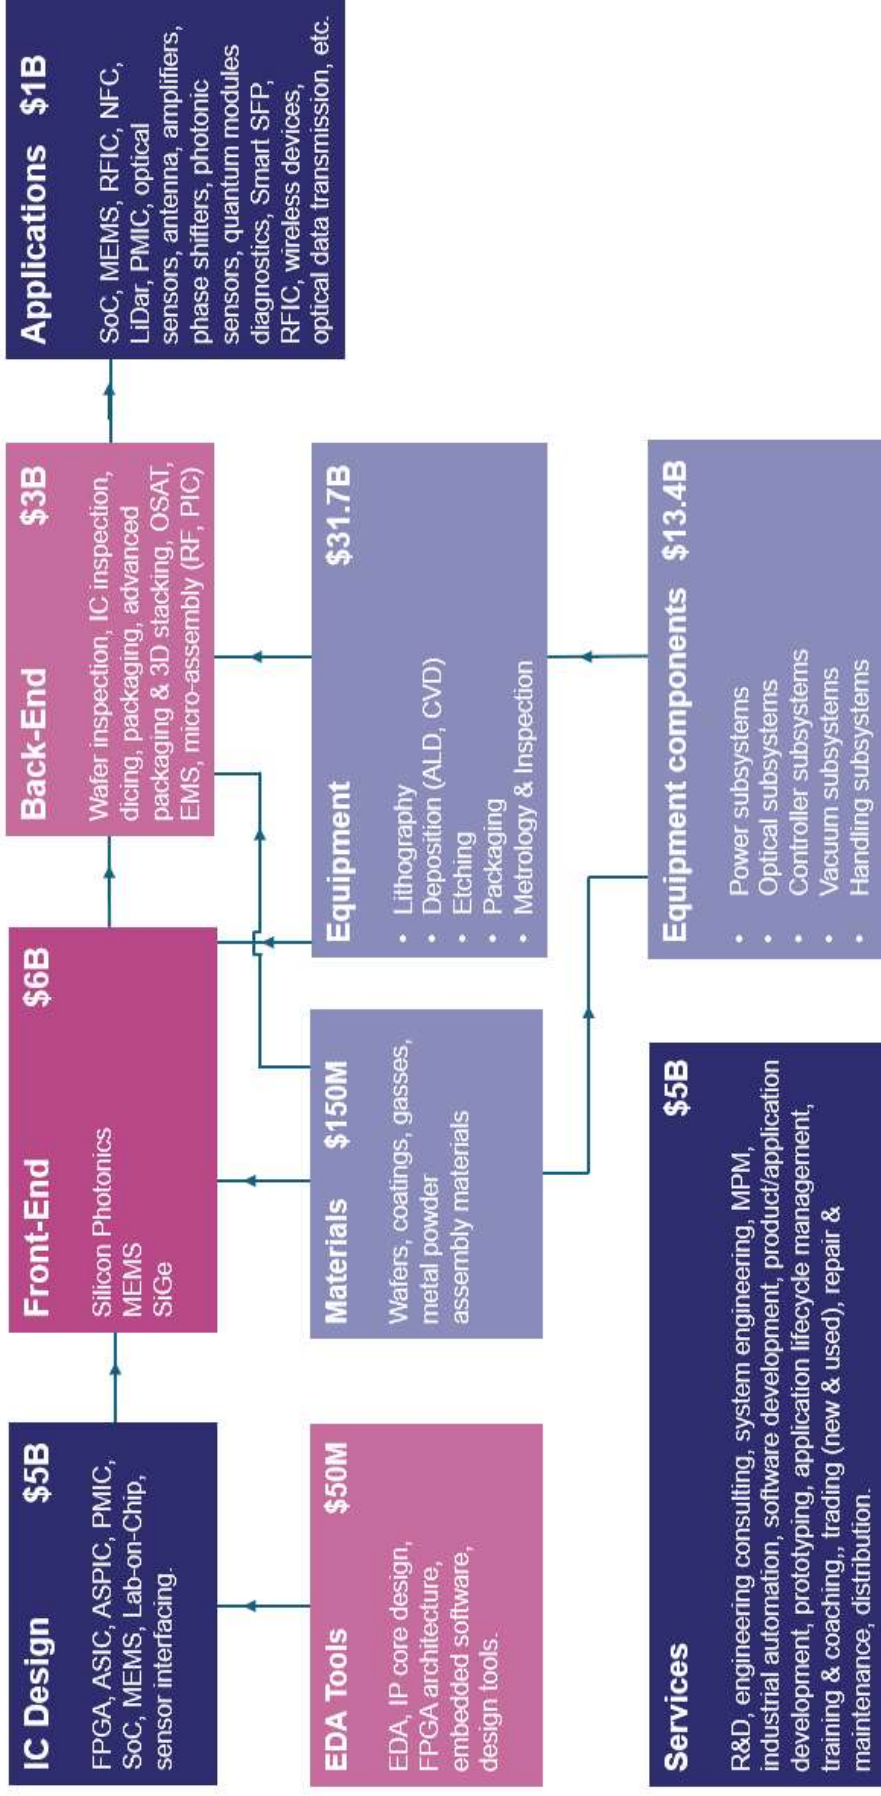 IC Design $5B
FPGA, ASIC, ASPIC, PMIC,
SoC, MEMS, Lab-on-Chip,
sensor interfacing.
Front-End $6B
Silicon Photonics
MEMS
SiGe
Back-End $3B
Wafer inspection, IC inspection,
dicing, packaging, advanced
packaging & 3D stacking, OSAT,
EMS, micro-assembly (RF, PIC)
Applications $1B
SoC, MEMS, RFIC, NFC,
LiDar, PMIC, optical
sensors, antenna, amplifiers,
phase shifters, photonic
sensors, quantum modules
diagnostics, Smart SFP,
RFIC, wireless devices,
optical data transmission, etc.
EDA Tools $50M
EDA, IP core design,
FPGA architecture,
embedded software,
design tools.
Materials $150M
Wafers, coatings, gasses,
metal powder
assembly materials
Equipment $31.7B
• Lithography
• Deposition (ALD, CVD)
• Etching
• Packaging
• Metrology & Inspection
Services $5B
R&D, engineering consulting, system engineering, MPM,
industrial automation, software development, product/application
development, prototyping, application lifecycle management,
training & coaching,, trading (new & used), repair &
maintenance, distribution.
Equipment components $13.4B
• Power subsystems
• Optical subsystems
• Controller subsystems
• Vacuum subsystems
• Handling subsystems